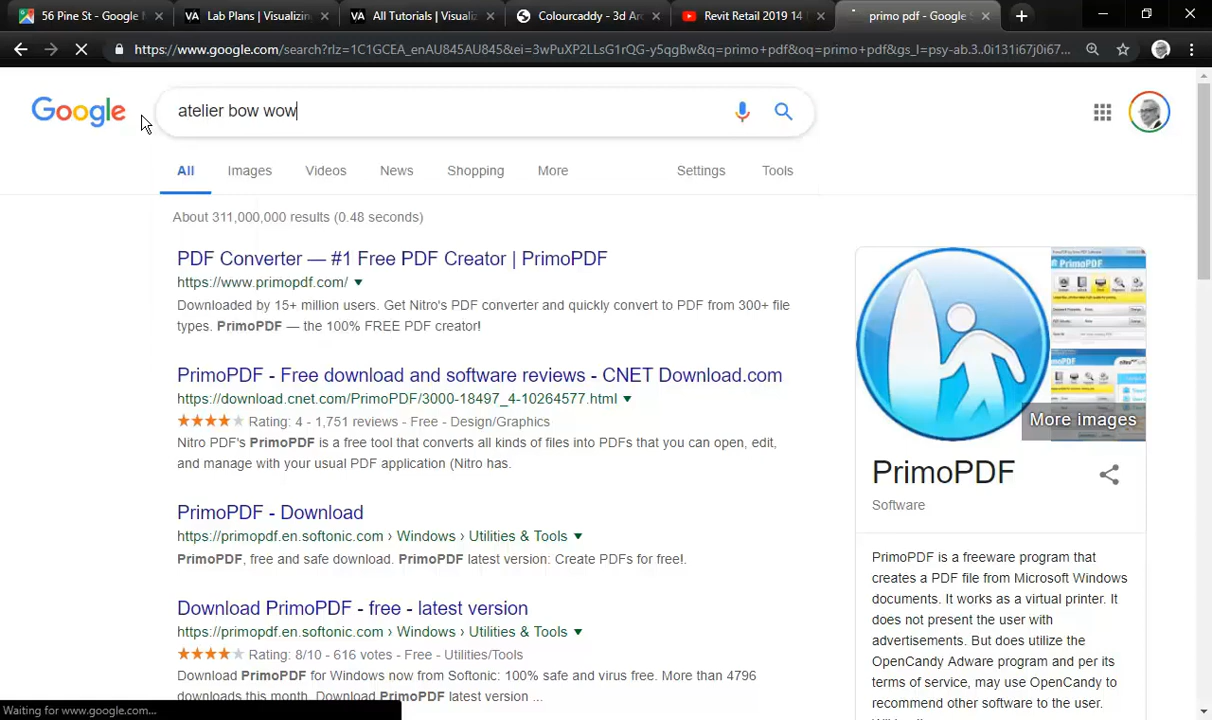 56 Pine St - Google M
Lab Plans | Visualizing
All Tutorials | Visualiz
Colourcaddy - 3d Arc
Revit Retail 2019 14
primo pdf - Google S
https://www.google.com/search?rlz=1C1GCEA_enAU845AU845&ei=3wPuXP2LLsG1rQG-y5qgBw&q=primo+pdf&oq=primo+pdf&gs_l=psy-ab.3..0i131i67j0i67...
Google
atelier bow wow
All
Images
Videos
News
Shopping
More
Settings
Tools
About 311,000,000 results (0.48 seconds)
PDF Converter — #1 Free PDF Creator | PrimoPDF
https://www.primopdf.com/
Downloaded by 15+ million users. Get Nitro's PDF converter and quickly convert to PDF from 300+ file
types. PrimoPDF — the 100% FREE PDF creator!
PrimoPDF - Free download and software reviews - CNET Download.com
https://download.cnet.com/PrimoPDF/3000-18497_4-10264577.html
Rating: 4 - 1,751 reviews - Free - Design/Graphics
Nitro PDF's PrimoPDF is a free tool that converts all kinds of files into PDFs that you can open, edit,
and manage with your usual PDF application (Nitro has.
PrimoPDF - Download
https://primopdf.en.softonic.com › Windows › Utilities & Tools
PrimoPDF, free and safe download. PrimoPDF latest version: Create PDFs for free!.
Download PrimoPDF - free - latest version
https://primopdf.en.softonic.com › Windows › Utilities & Tools
Rating: 8/10 - 616 votes - Free - Utilities/Tools
Download PrimoPDF for Windows now from Softonic: 100% safe and virus free. More than 4796
downloads this month. Download PrimoPDF latest version ...
PrimoPDF
More images
PrimoPDF
Software
PrimoPDF is a freeware program that
creates a PDF file from Microsoft Windows
documents. It works as a virtual printer. It
does not present the user with
advertisements. But does utilize the
OpenCandy Adware program and per its
terms of service, may use OpenCandy to
recommend other software to the user.
Waiting for www.google.com...